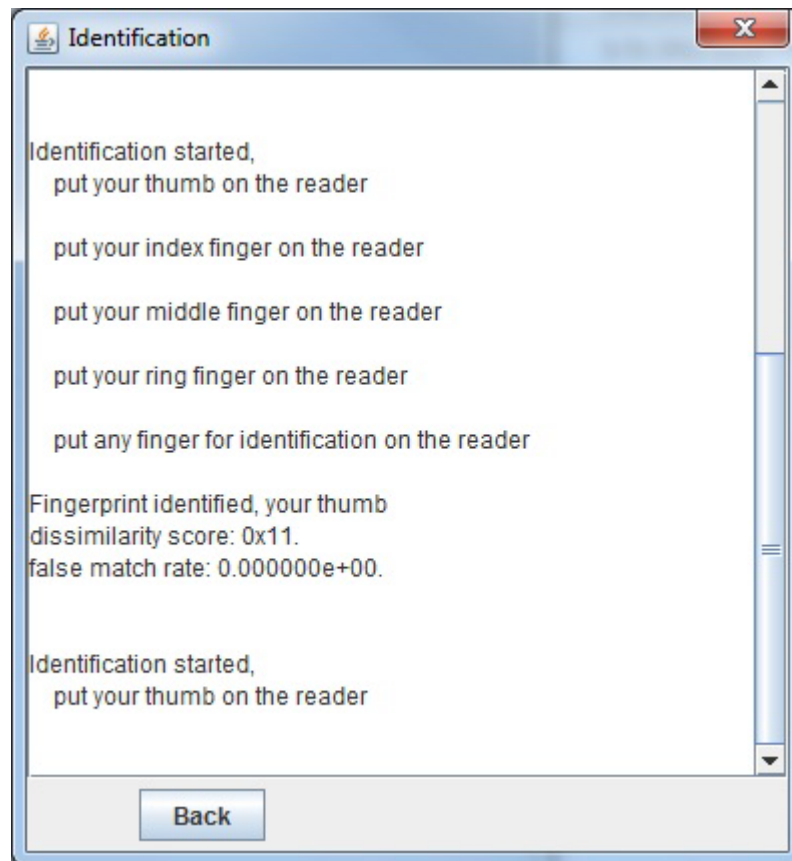 Identification
Identification started,
put your thumb on the reader
put your index finger on the reader
put your middle finger on the reader
put your ring finger on the reader
put any finger for identification on the reader
Fingerprint identified, your thumb
dissimilarity score: 0x11.
false match rate: 0.000000e+00.
Identification started,
put your thumb on the reader
Back